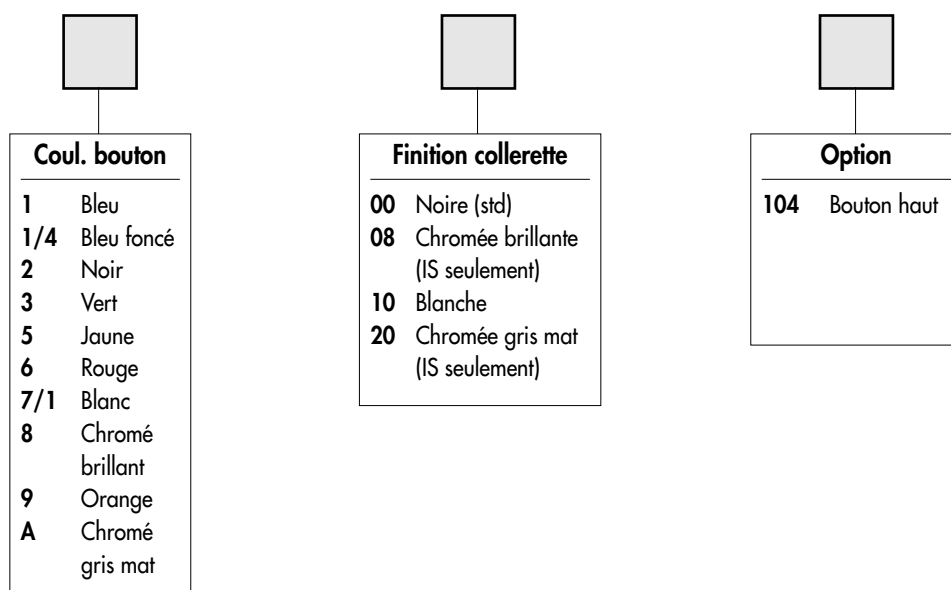 Coul. bouton
1 Bleu
1/4 Bleu foncé
2 Noir
3 Vert
5 Jaune
6 Rouge
7/1 Blanc
8 Chromé
brillant
9 Orange
A Chromé
gris mat
Finition collerette
00 Noire (std)
08 Chromée brillante
(IS seulement)
10 Blanche
20 Chromée gris mat
(IS seulement)
Option
104 Bouton haut